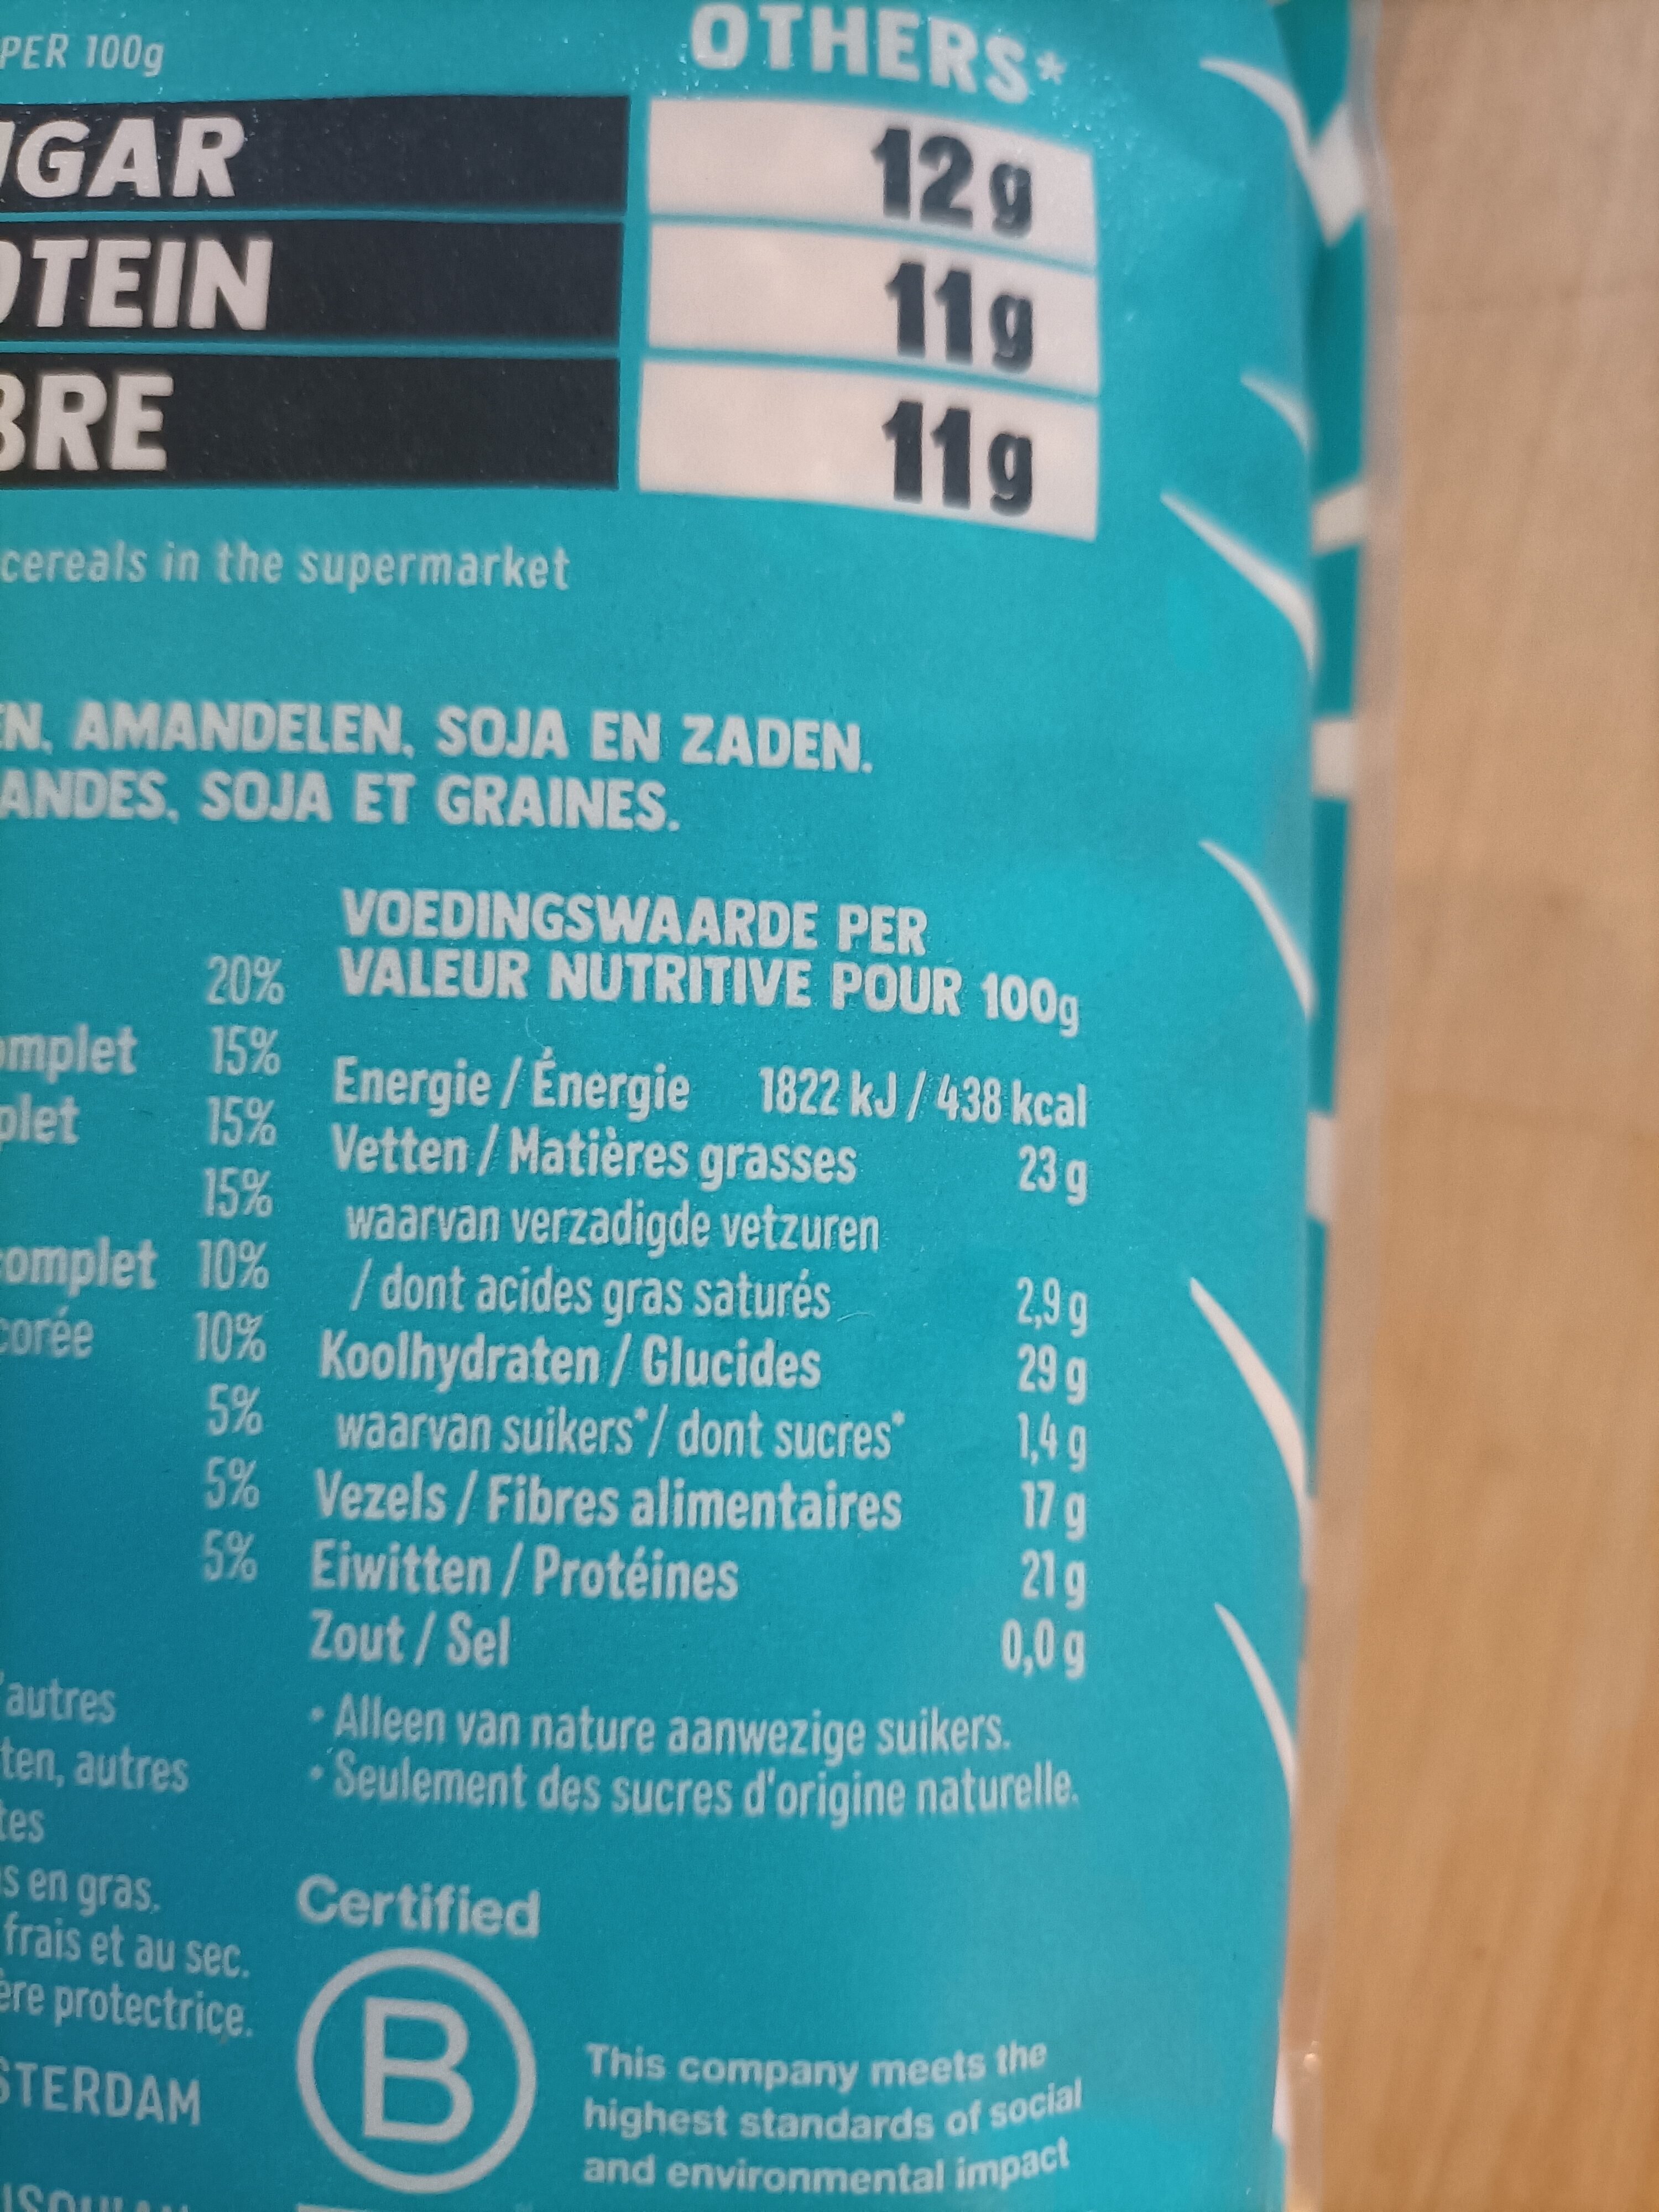 PER 100g
OTHERS*
UGAR 12g
OTEIN 11g
BRE 11g
cereals in the supermarket
EN, AMANDELEN, SOJA EN ZADEN.
ANDES, SOJA ET GRAINES.
VOEDINGSWAARDE PER
VALEUR NUTRITIVE POUR 100g
20%
omplet 15%
plet 15%
15%
complet 10%
corée 10%
5%
5%
5%
Energie / Énergie 1822 kJ / 438 kcal
Vetten / Matières grasses 23 g
waarvan verzadigde vetzuren
/ dont acides gras saturés 2,9 g
Koolhydraten / Glucides 29 g
waarvan suikers* / dont sucres* 1,4 g
Vezels / Fibres alimentaires 17 g
Eiwitten / Protéines 21 g
Zout / Sel 0,0 g
• Alleen van nature aanwezige suikers.
• Seulement des sucres d'origine naturelle.
'autres
ten, autres
tes
s en gras.
frais et au sec.
ère protectrice.
STERDAM
Certified
B
This company meets the
highest standards of social
and environmental impact